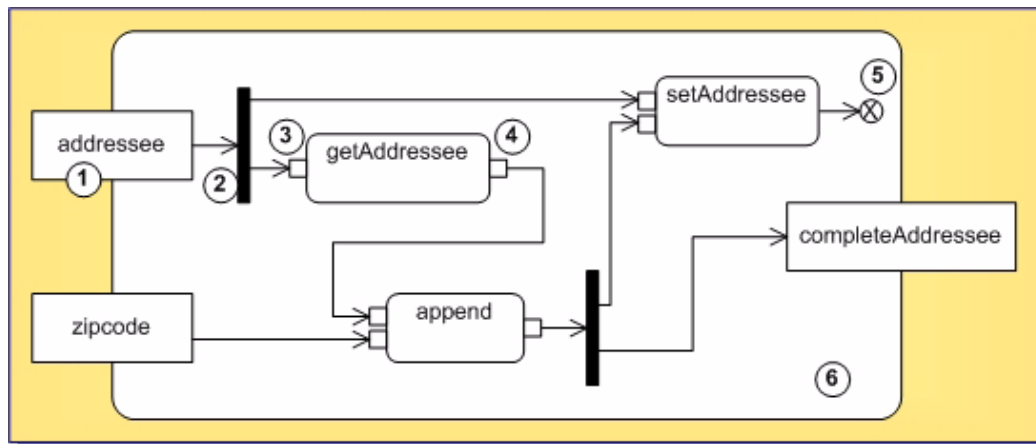 5
setAddressee
addressee
3
getAddressee
4
1
2
completeAddressee
zipcode
append
6